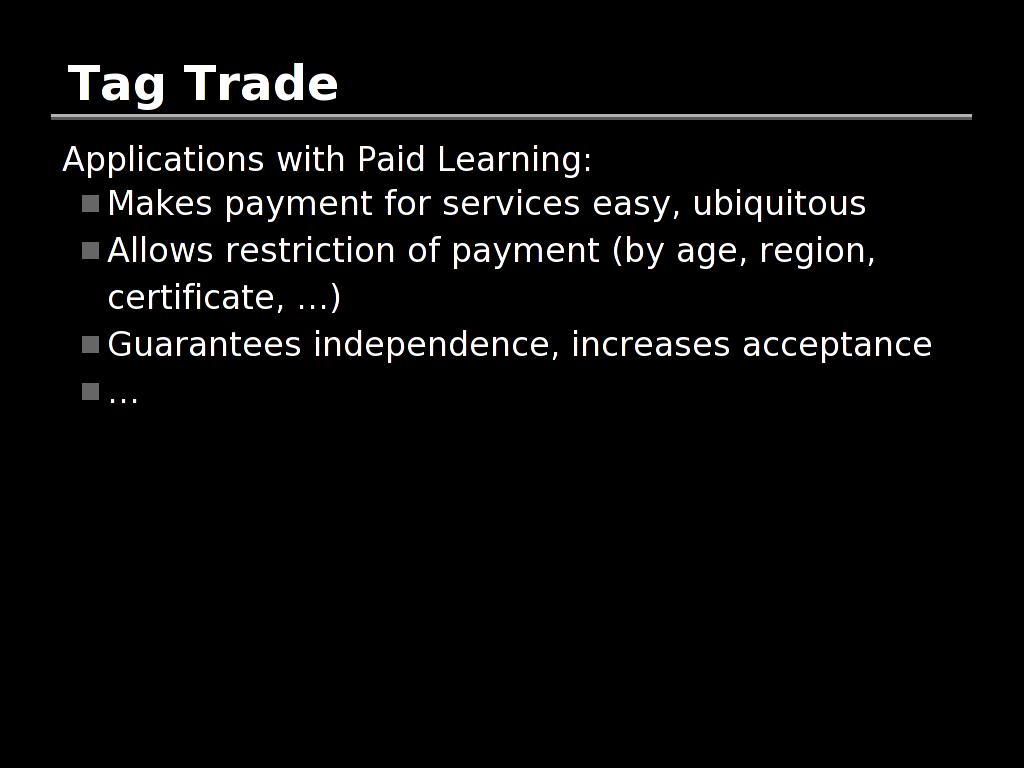 Tag Trade
Applications with Paid Learning:
Makes payment for services easy, ubiquitous
Allows restriction of payment (by age, region,
certificate, ...)
Guarantees independence, increases acceptance
...